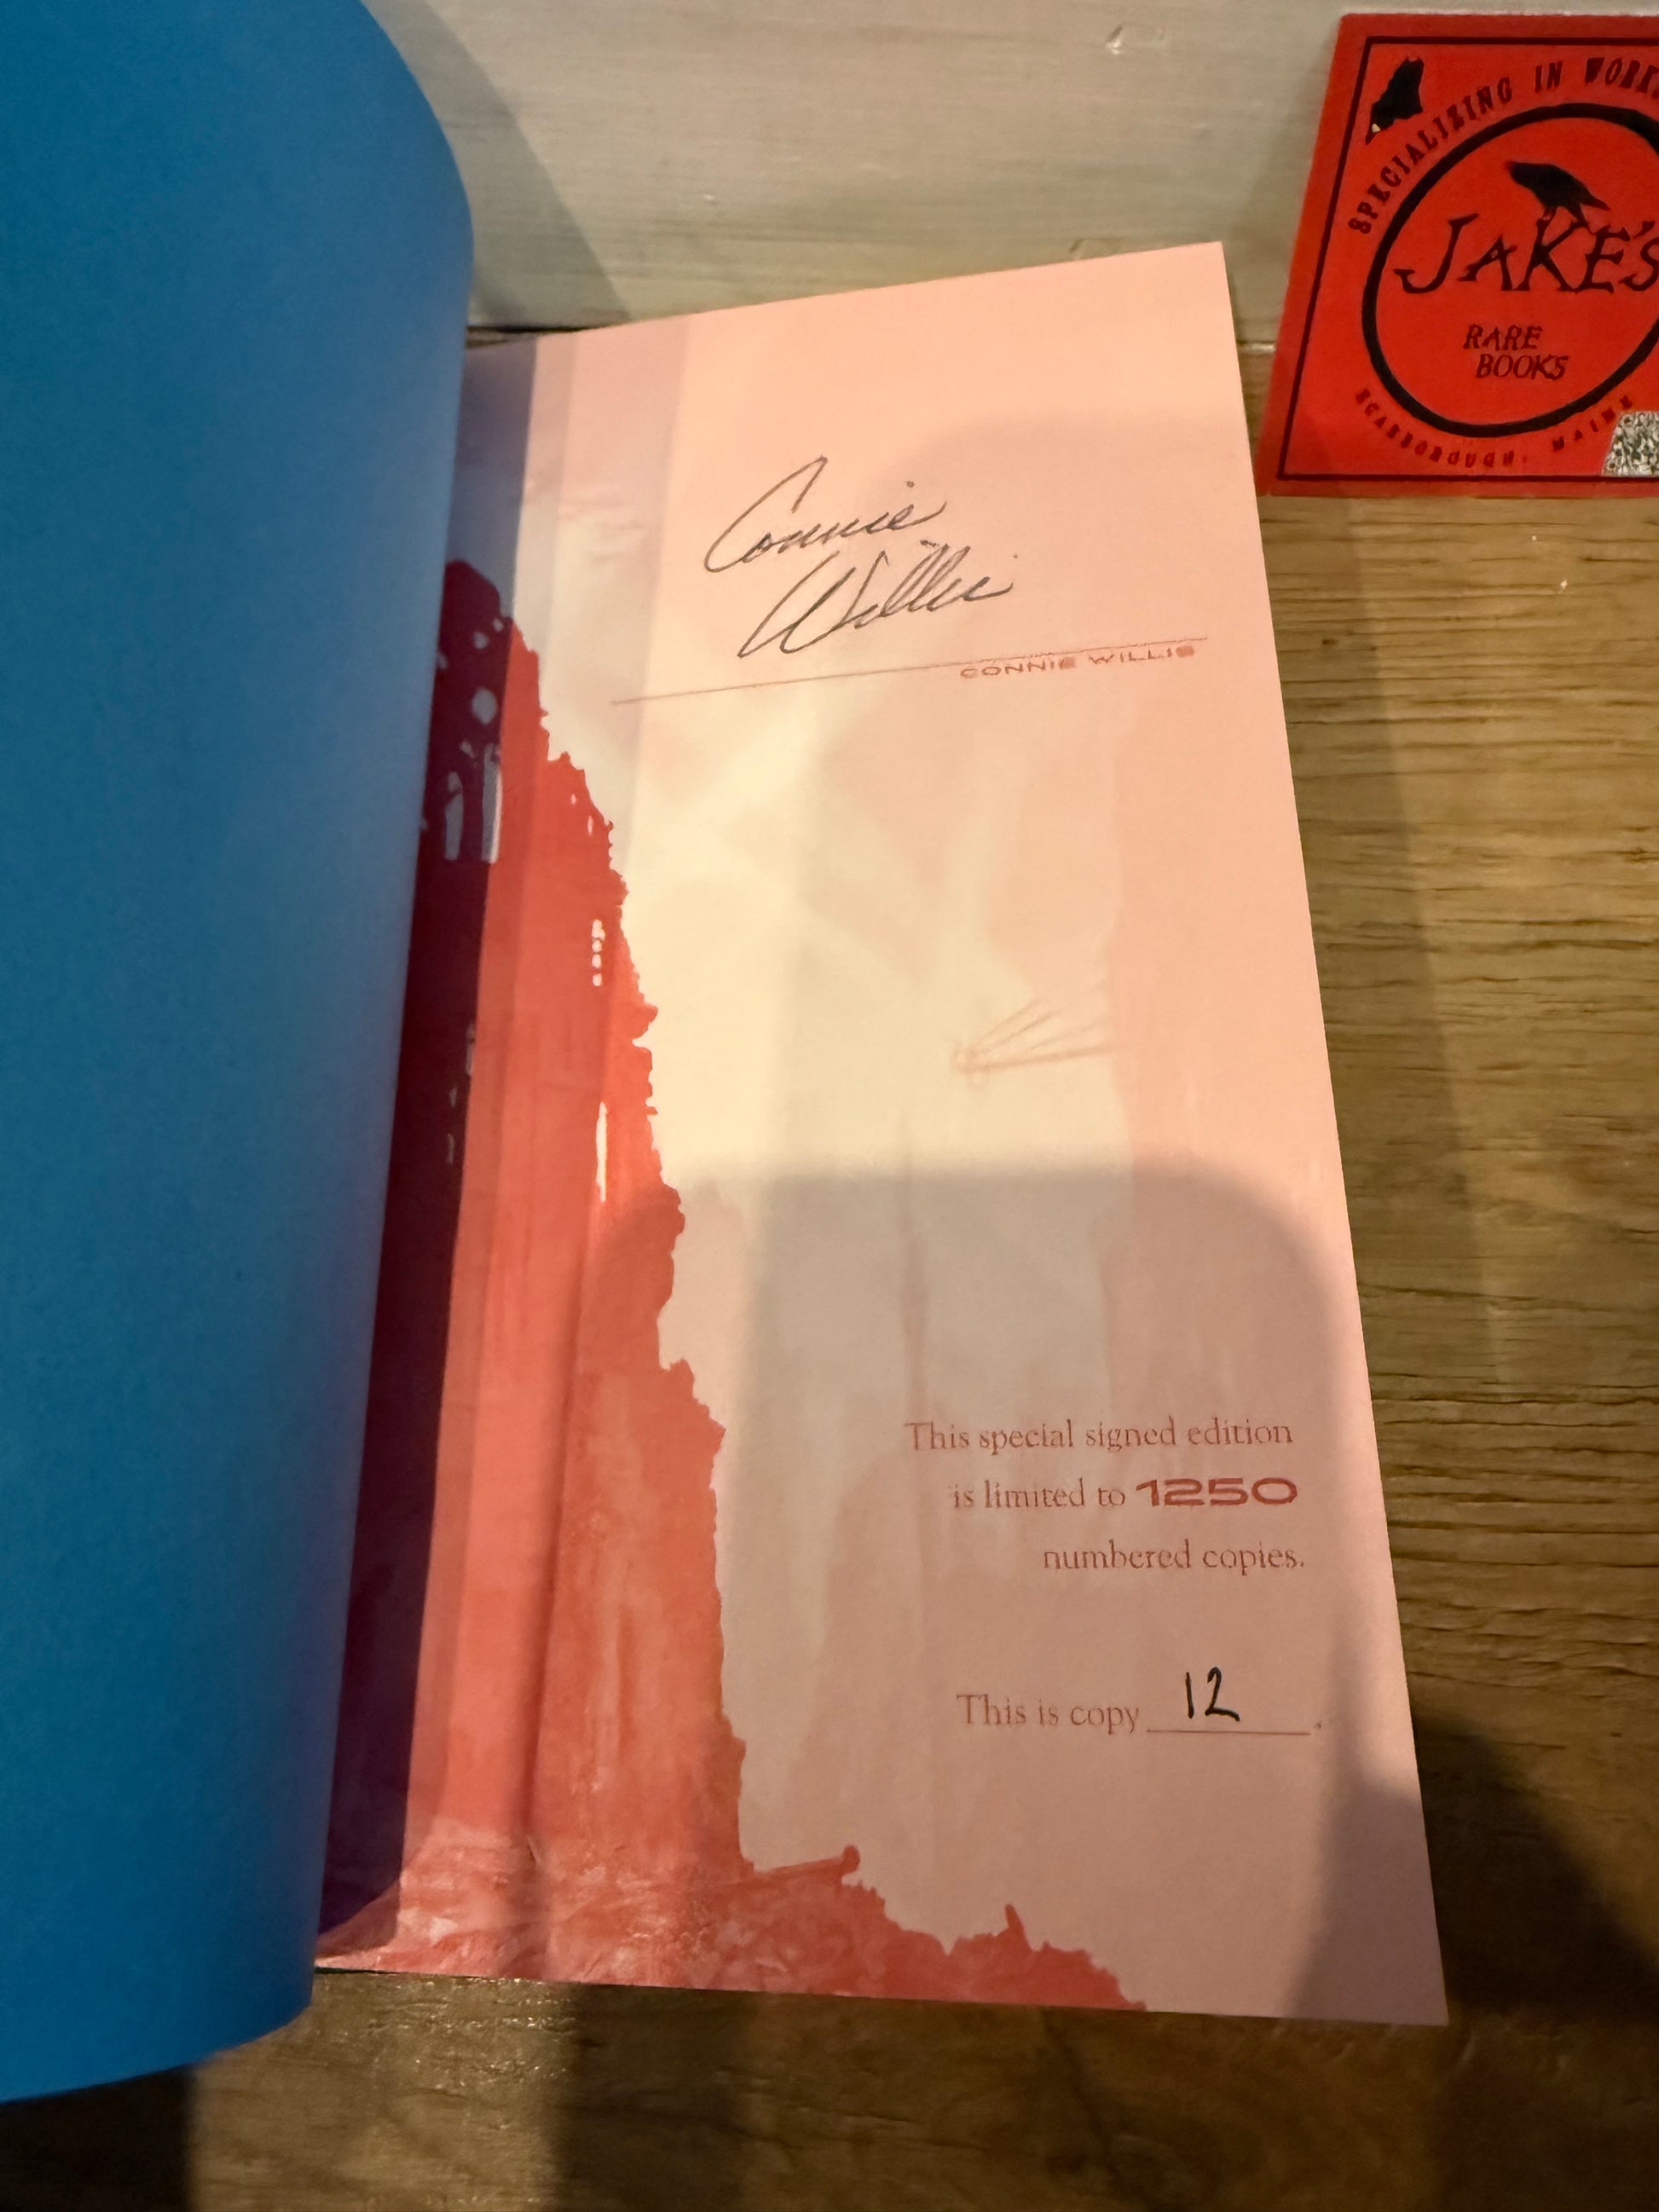 Connie
Willis
CONNIE WILLIS
This special signed edition
is limited to 1250
numbered copies.
This is copy 12.
SPECIALIZING IN
JAKE'S
RARE
BOOKS
SCARBOROUGH, MAINE